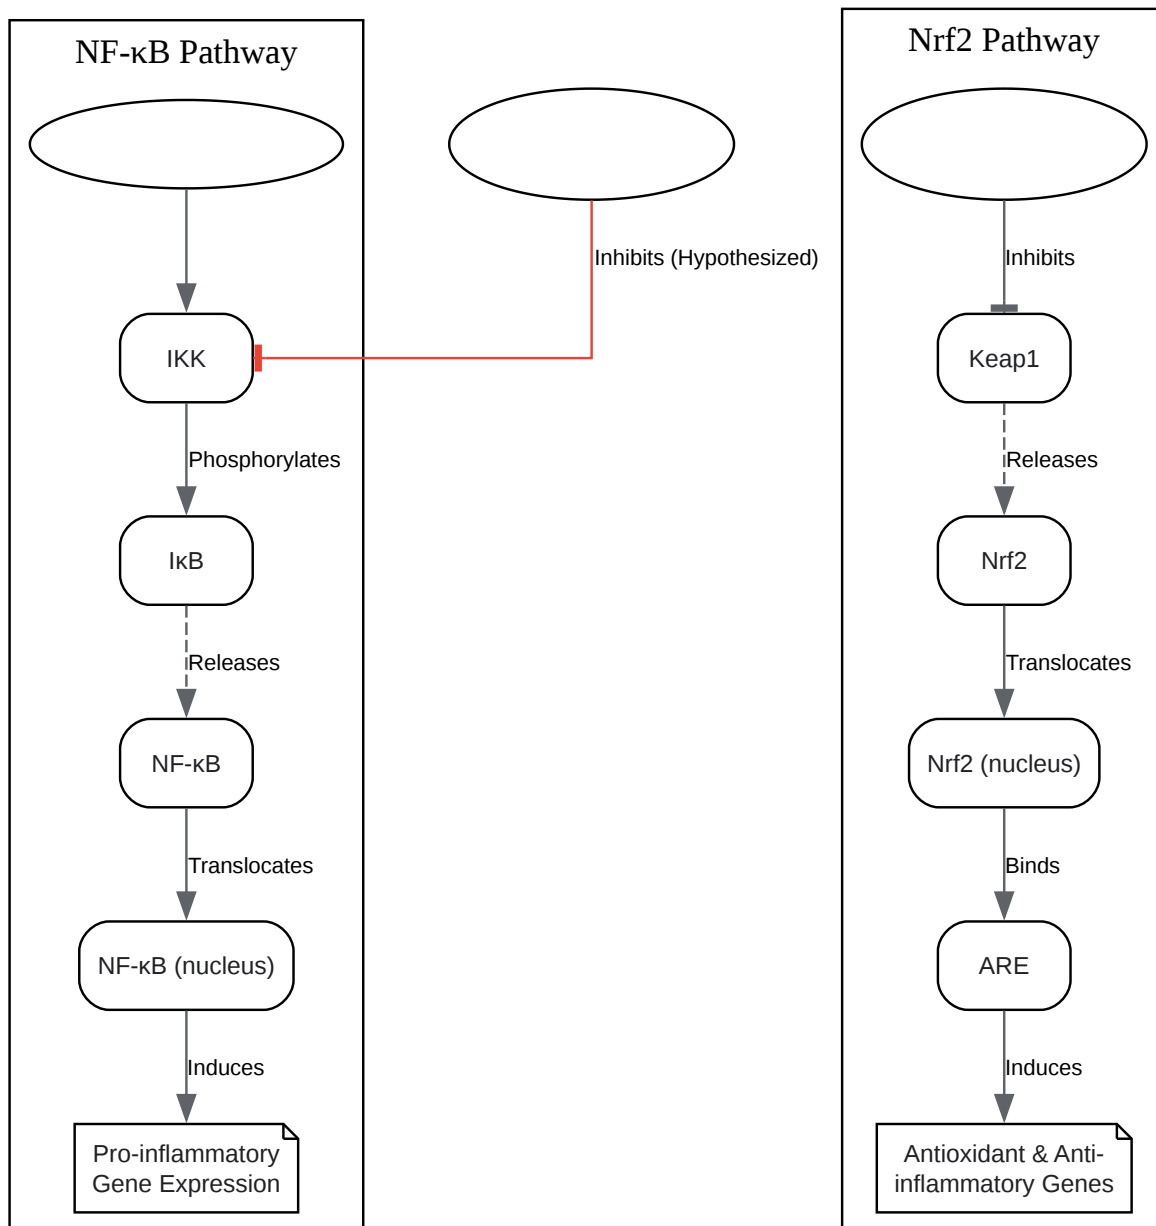 NF-κB Pathway
IKK
Phosphorylates
IκB
Releases
NF-κB
Translocates
NF-κB (nucleus)
Induces
Pro-inflammatory
Gene Expression
Inhibits (Hypothesized)
Nrf2 Pathway
Inhibits
Keap1
Releases
Nrf2
Translocates
Nrf2 (nucleus)
Binds
ARE
Induces
Antioxidant & Anti-
inflammatory Genes